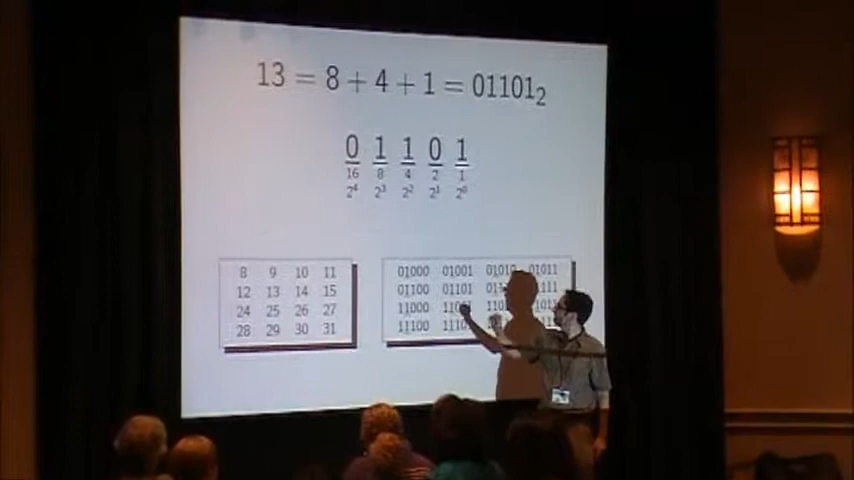 13 = 8 + 4 + 1 = 01101₂
0 1 1 0 1
16 8 4 2 1
2⁴ 2³ 2² 2¹ 2⁰
8 9 10 11
12 13 14 15
24 25 26 27
28 29 30 31
01000 01001 01010 01011
01100 01101
11000
11100